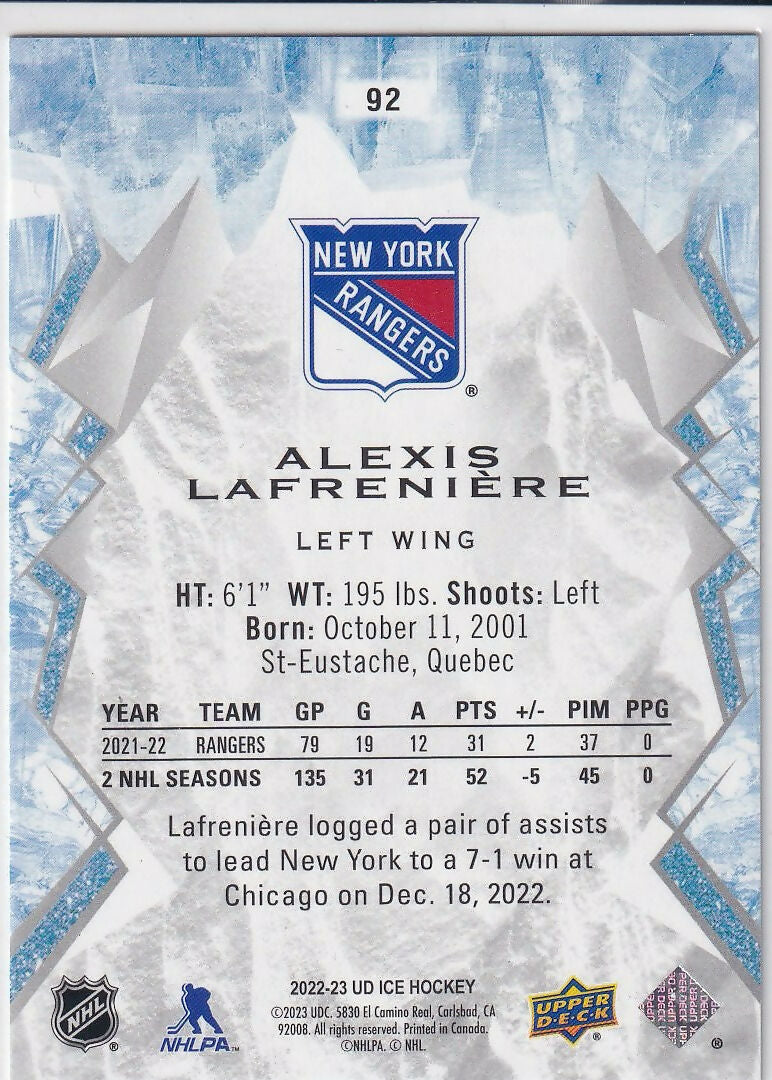 92
NEW YORK
RANGERS
®
ALEXIS
LAFRENIÈRE
LEFT WING
HT: 6'1" WT: 195 lbs. Shoots: Left
Born: October 11, 2001
St-Eustache, Quebec
YEAR TEAM GP G A PTS +/- PIM PPG
2021-22 RANGERS 79 19 12 31 2 37 0
2 NHL SEASONS 135 31 21 52 -5 45 0
Lafrenière logged a pair of assists
to lead New York to a 7-1 win at
Chicago on Dec. 18, 2022.
NHL ®
NHLPA™
2022-23 UD ICE HOCKEY
©2023 UDC. 5830 El Camino Real, Carlsbad, CA
92008. All rights reserved. Printed in Canada.
©NHLPA. © NHL.
UPPER
D·E·C·K ®
®